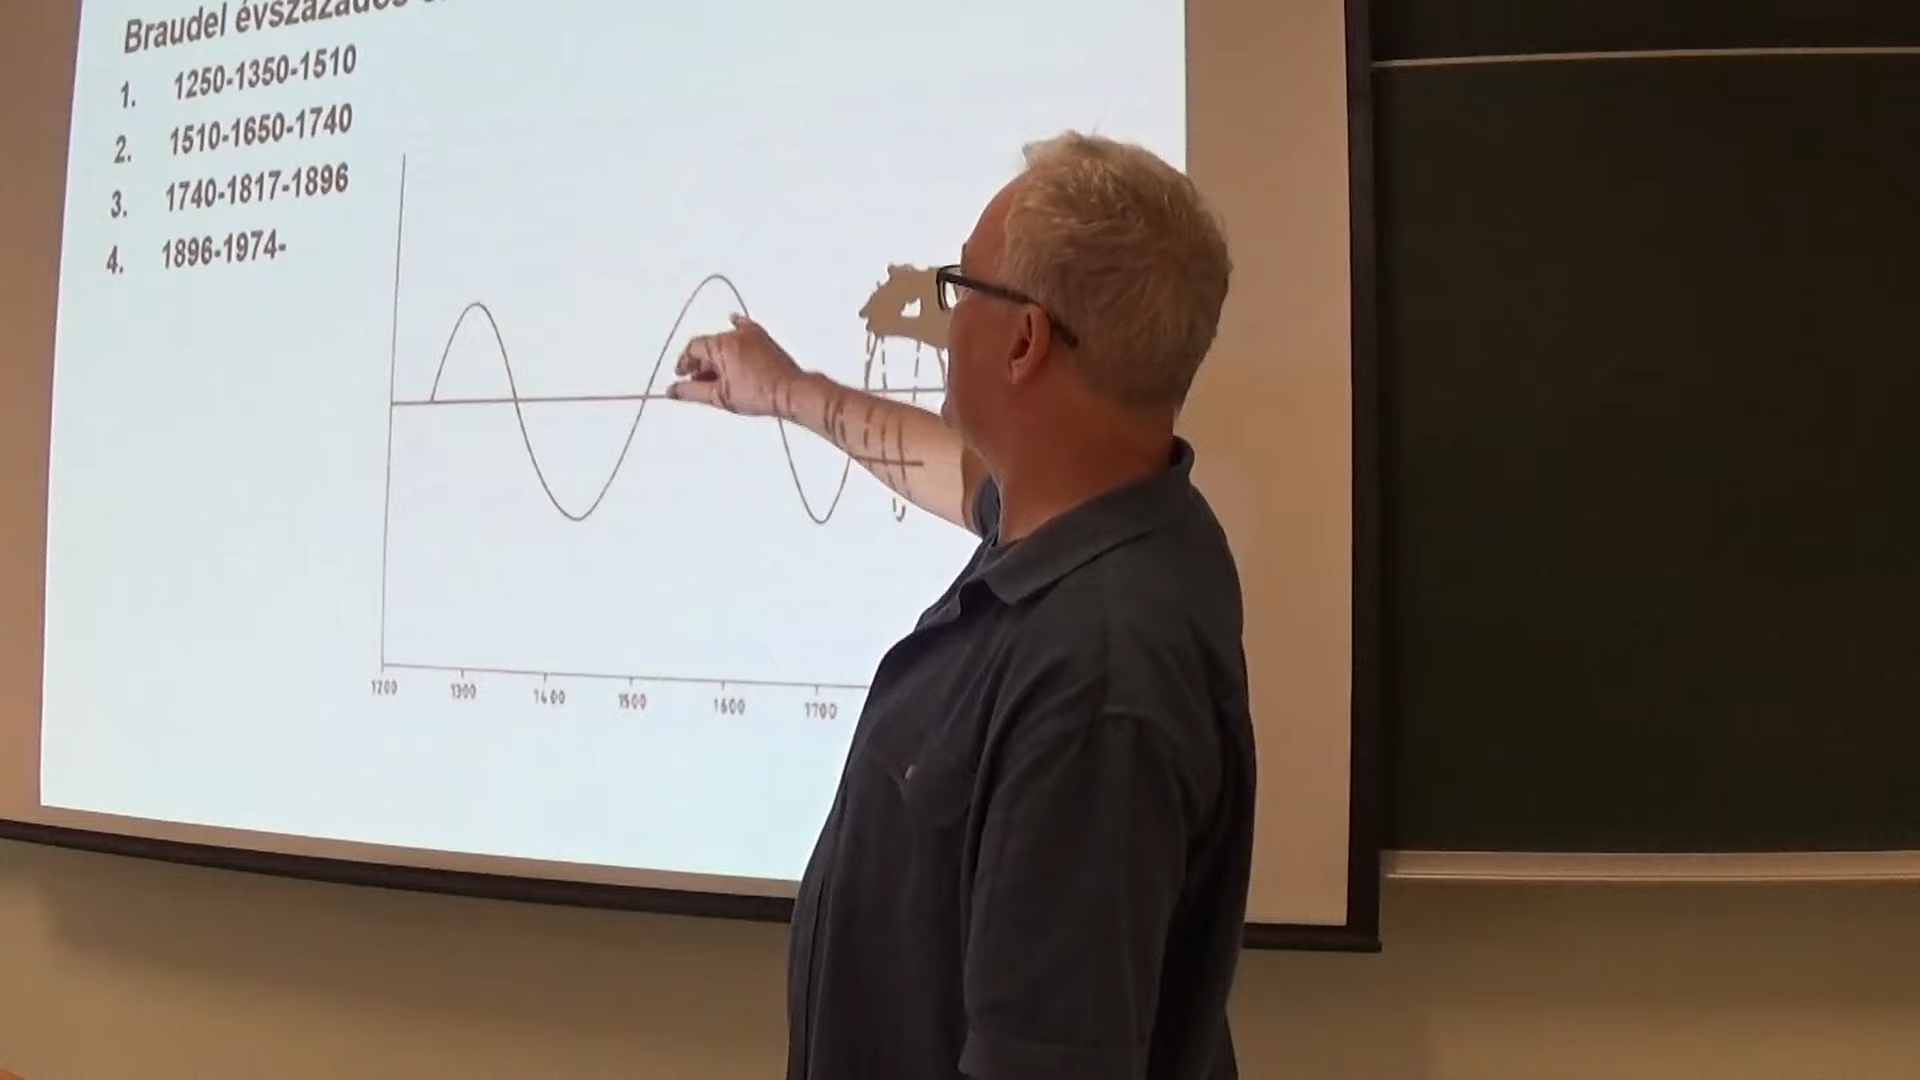 Braudel évszázados
1. 1250-1350-1510
2. 1510-1650-1740
3. 1740-1817-1896
4. 1896-1974-
1200 1300 1400 1500 1600 1700